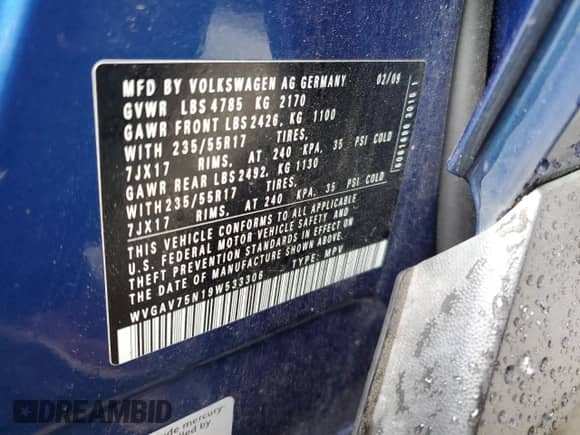 MFD BY VOLKSWAGEN AG GERMANY 02/09
GVWR LBS 4785 KG 2170
GAWR FRONT LBS 2426, KG 1100
WITH 235/55R17 TIRES,
7JX17 RIMS, AT 240 KPA, 35 PSI COLD
GAWR REAR LBS 2492, KG 1130
WITH 235/55R17 TIRES,
7JX17 RIMS, AT 240 KPA, 35 PSI COLD
THIS VEHICLE CONFORMS TO ALL APPLICABLE
U.S. FEDERAL MOTOR VEHICLE SAFETY AND
THEFT PREVENTION STANDARDS IN EFFECT ON
THE DATE OF MANUFACTURE SHOWN ABOVE.
WVGAV75N19W533306 TYPE: MPV
DREAMBID
mercury